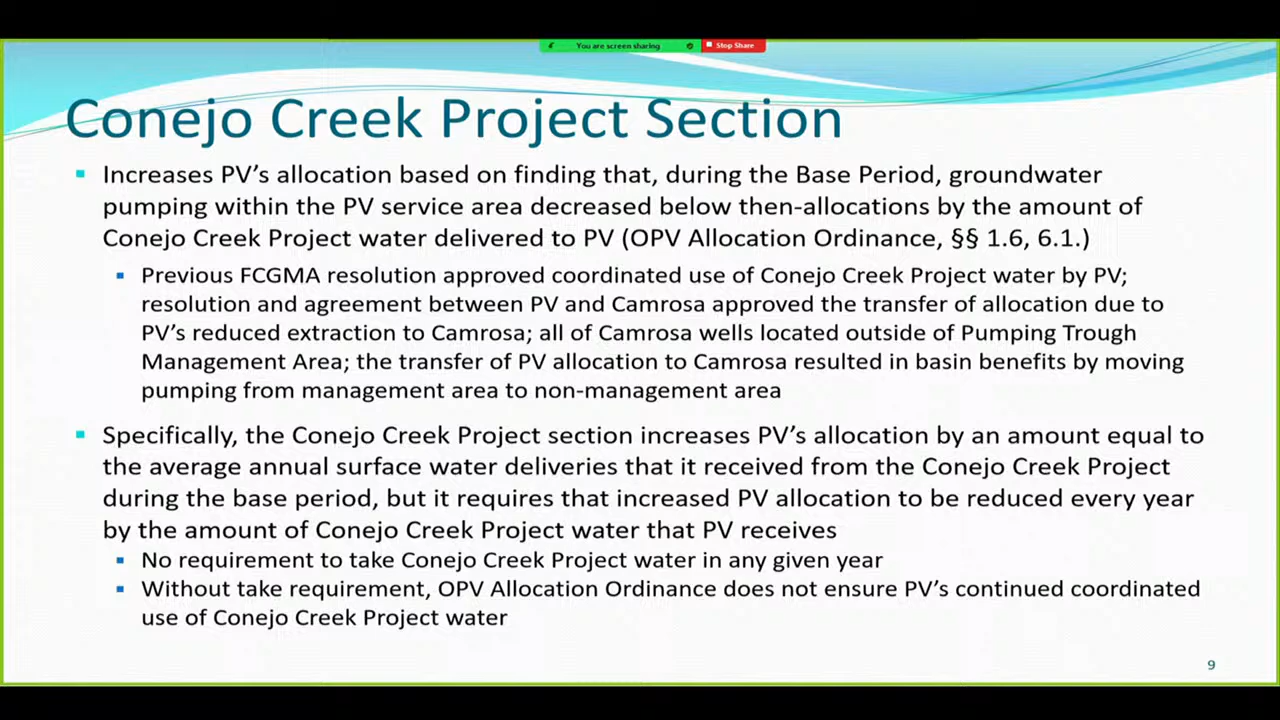 You are screen sharing
Stop Share
Conejo Creek Project Section
Increases PV's allocation based on finding that, during the Base Period, groundwater
pumping within the PV service area decreased below then-allocations by the amount of
Conejo Creek Project water delivered to PV (OPV Allocation Ordinance, §§ 1.6, 6.1.)
Previous FCGMA resolution approved coordinated use of Conejo Creek Project water by PV;
resolution and agreement between PV and Camrosa approved the transfer of allocation due to
PV's reduced extraction to Camrosa; all of Camrosa wells located outside of Pumping Trough
Management Area; the transfer of PV allocation to Camrosa resulted in basin benefits by moving
pumping from management area to non-management area
Specifically, the Conejo Creek Project section increases PV's allocation by an amount equal to
the average annual surface water deliveries that it received from the Conejo Creek Project
during the base period, but it requires that increased PV allocation to be reduced every year
by the amount of Conejo Creek Project water that PV receives
No requirement to take Conejo Creek Project water in any given year
Without take requirement, OPV Allocation Ordinance does not ensure PV's continued coordinated
use of Conejo Creek Project water
9